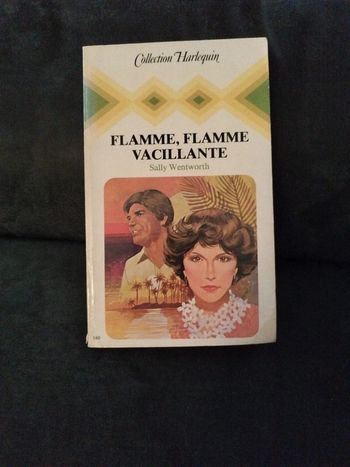 Collection Harlequin
FLAMME, FLAMME
VACILLANTE
Sally Wentworth